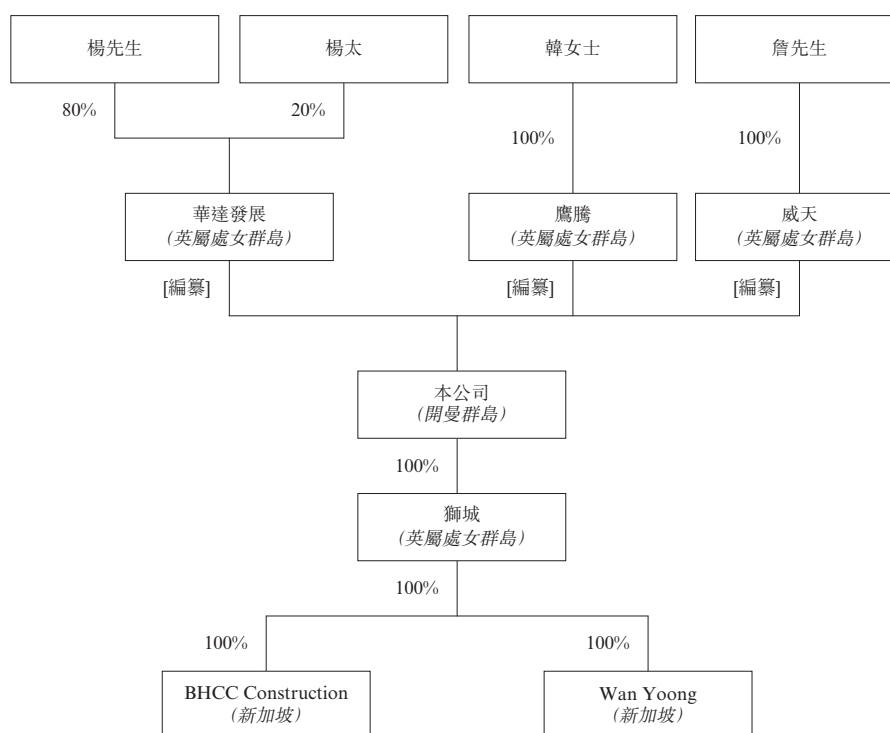 楊先生
楊太
韓女士
詹先生
80%
20%
100%
100%
華達發展
(英屬處女群島)
鷹騰
(英屬處女群島)
威天
(英屬處女群島)
[編纂]
[編纂]
[編纂]
本公司
(開曼群島)
100%
獅城
(英屬處女群島)
100%
100%
100%
BHCC Construction
(新加坡)
Wan Yoong
(新加坡)